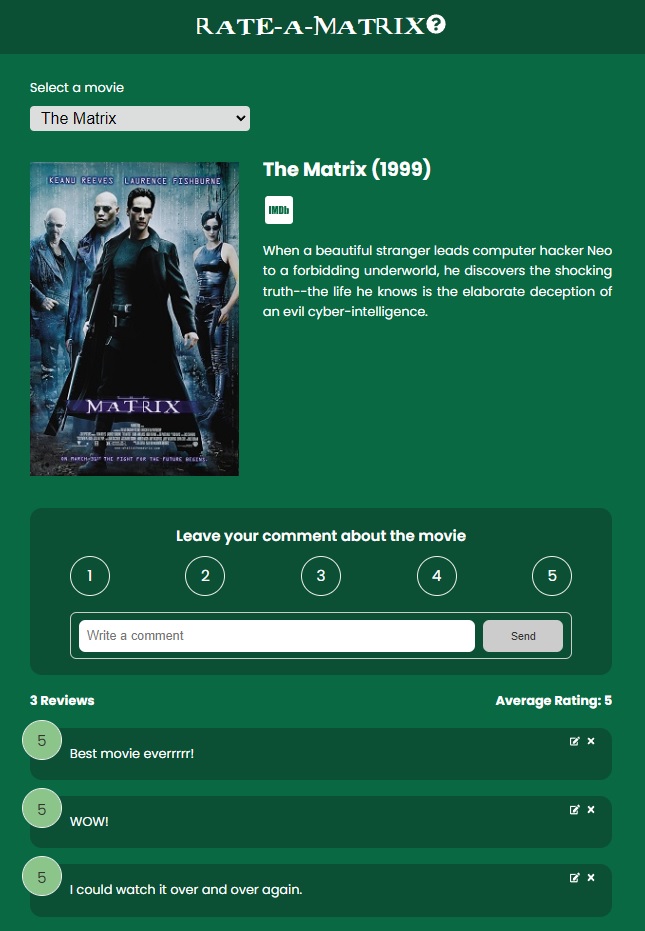 RATE-A-MATRIX?
Select a movie
The Matrix
KEANU REEVES LAURENCE FISHBURNE
THE
MATRIX
ON MARCH 31ST THE FIGHT FOR THE FUTURE BEGINS.
The Matrix (1999)
IMDb
When a beautiful stranger leads computer hacker Neo
to a forbidding underworld, he discovers the shocking
truth--the life he knows is the elaborate deception of
an evil cyber-intelligence.
Leave your comment about the movie
1 2 3 4 5
Write a comment Send
3 Reviews Average Rating: 5
5
Best movie everrrrr!
5
WOW!
5
I could watch it over and over again.